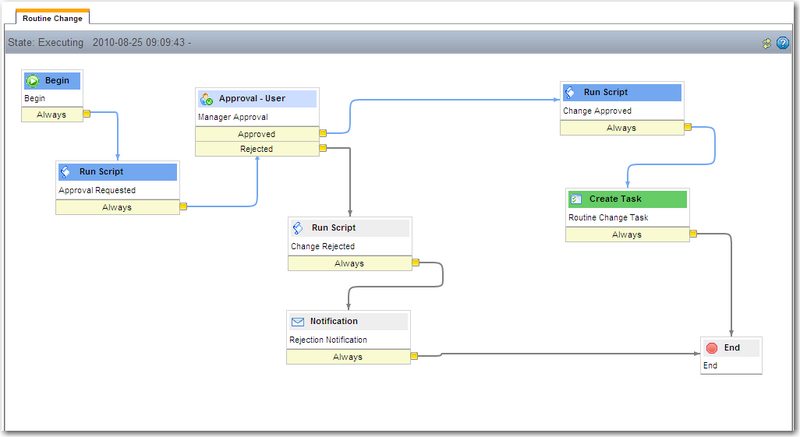 Routine Change
State: Executing 2010-08-25 09:09:43 -
Begin
Begin
Always
Run Script
Approval Requested
Always
Approval - User
Manager Approval
Approved
Rejected
Run Script
Change Rejected
Always
Notification
Rejection Notification
Always
Run Script
Change Approved
Always
Create Task
Routine Change Task
Always
End
End